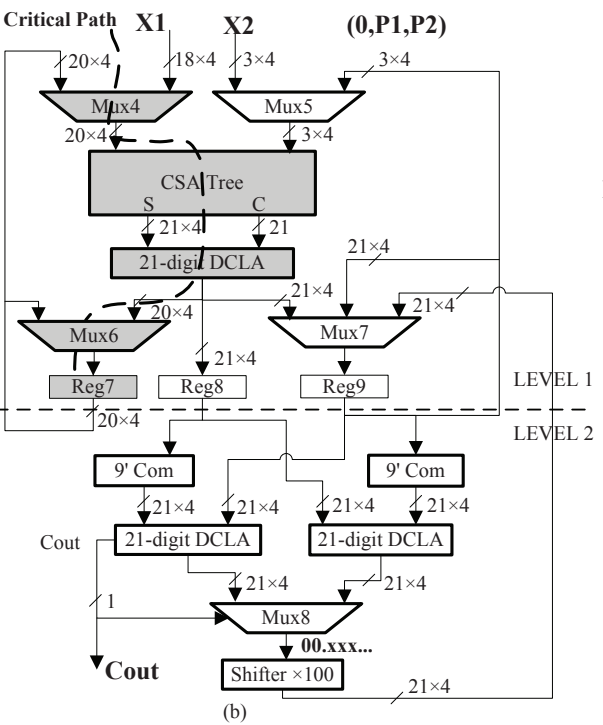 Critical Path X1 X2 (0,P1,P2)
20×4 18×4 3×4 3×4
Mux4 Mux5
20×4 3×4
CSA Tree
S C
21×4 21
21×4
21-digit DCLA
20×4 21×4 21×4
Mux6 Mux7
21×4
Reg7 Reg8 Reg9 LEVEL 1
20×4 LEVEL 2
9' Com 9' Com
21×4 21×4 21×4 21×4
Cout 21-digit DCLA 21-digit DCLA
21×4 21×4
1 Mux8
00.xxx...
Cout Shifter ×100
21×4
(b)